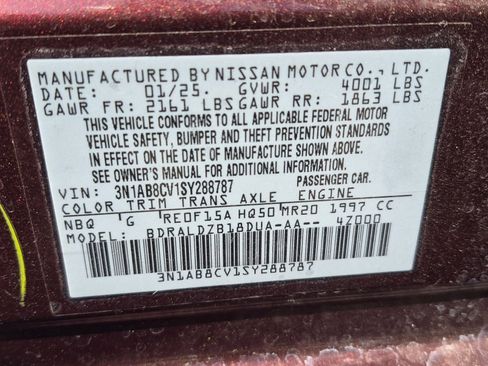 MANUFACTURED BY NISSAN MOTOR CO., LTD.
DATE: 01/25. GVWR: 4001 LBS
GAWR FR: 2161 LBS GAWR RR: 1863 LBS
THIS VEHICLE CONFORMS TO ALL APPLICABLE FEDERAL MOTOR
VEHICLE SAFETY, BUMPER AND THEFT PREVENTION STANDARDS
IN EFFECT ON THE DATE OF MANUFACTURE SHOWN ABOVE.
SEE OWNER'S MANUAL FOR ADDITIONAL INFORMATION.
VIN: 3N1AB8CV1SY288787 PASSENGER CAR.
COLOR TRIM TRANS AXLE ENGINE
NBQ G RE0F15A HQ50 MR20 1997 CC
MODEL: BDRALDZB18DUA-AA-- 4Z000
3N1AB8CV1SY288787